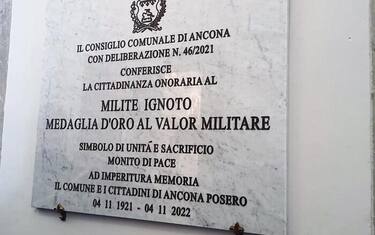 IL CONSIGLIO COMUNALE DI ANCONA
CON DELIBERAZIONE N. 46/2021
CONFERISCE
LA CITTADINANZA ONORARIA AL
MILITE IGNOTO
MEDAGLIA D'ORO AL VALOR MILITARE
SIMBOLO DI UNITÀ E SACRIFICIO
MONITO DI PACE
AD IMPERITURA MEMORIA
IL COMUNE E I CITTADINI DI ANCONA POSERO
04 11 1921 - 04 11 2022